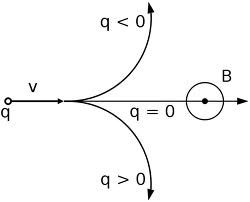 q < 0
v
B
q
q = 0
q > 0